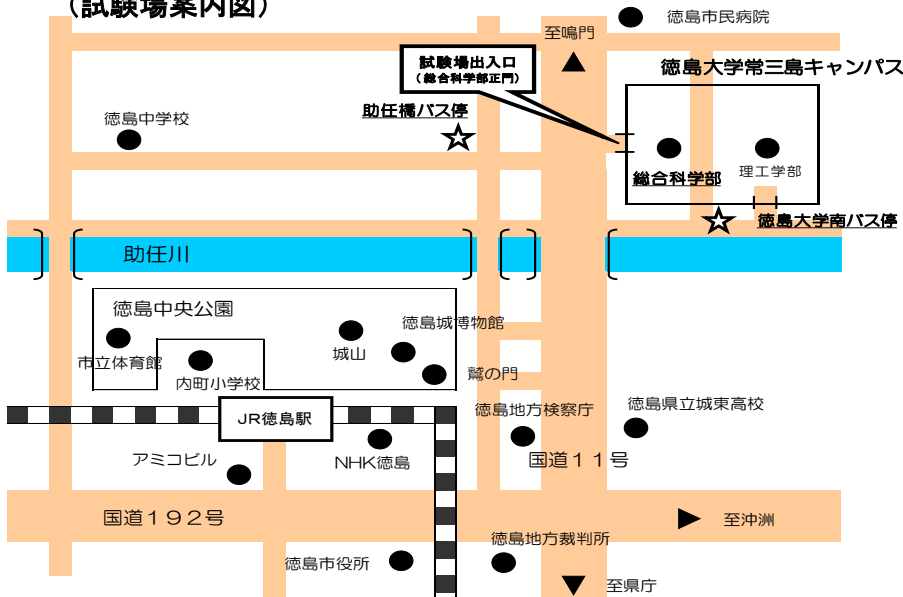 （試験場案内図）
徳島市民病院
至鳴門
試験場出入口
（総合科学部正門）
徳島大学常三島キャンパス
助任橋バス停
徳島中学校
総合科学部
理工学部
徳島大学南バス停
助任川
徳島中央公園
徳島城博物館
市立体育館
城山
鷲の門
内町小学校
JR徳島駅
徳島地方検察庁
徳島県立城東高校
アミコビル
NHK徳島
国道１１号
国道１９２号
至沖洲
徳島地方裁判所
徳島市役所
至県庁